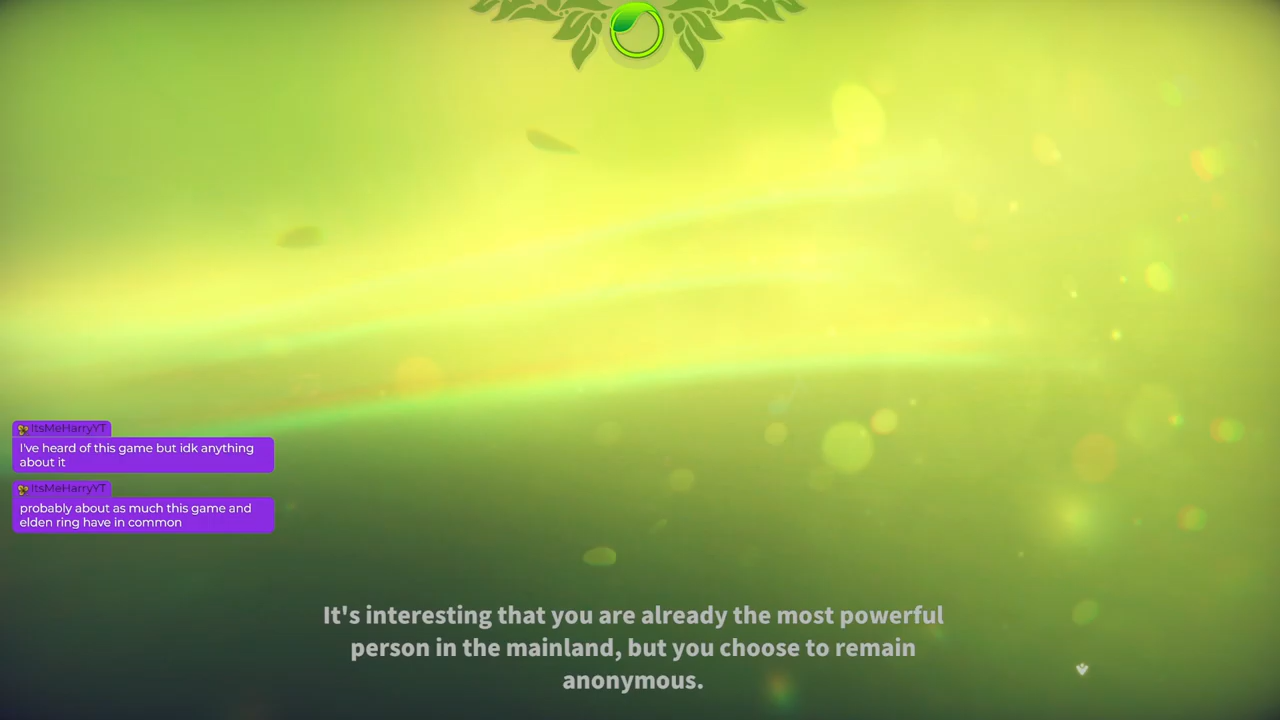 ItsMeHarryYT
I've heard of this game but idk anything
about it
ItsMeHarryYT
probably about as much this game and
elden ring have in common
It's interesting that you are already the most powerful
person in the mainland, but you choose to remain
anonymous.